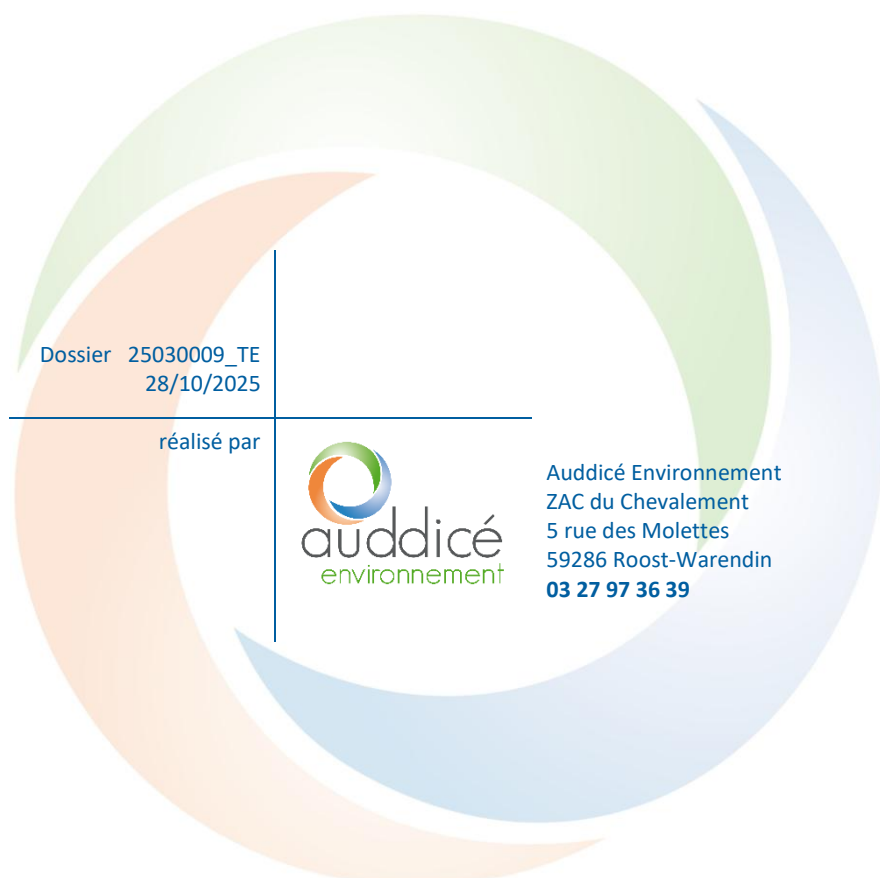 Dossier 25030009_TE
28/10/2025
réalisé par
auddicé
environnement
Auddicé Environnement
ZAC du Chevalement
5 rue des Molettes
59286 Roost-Warendin
03 27 97 36 39